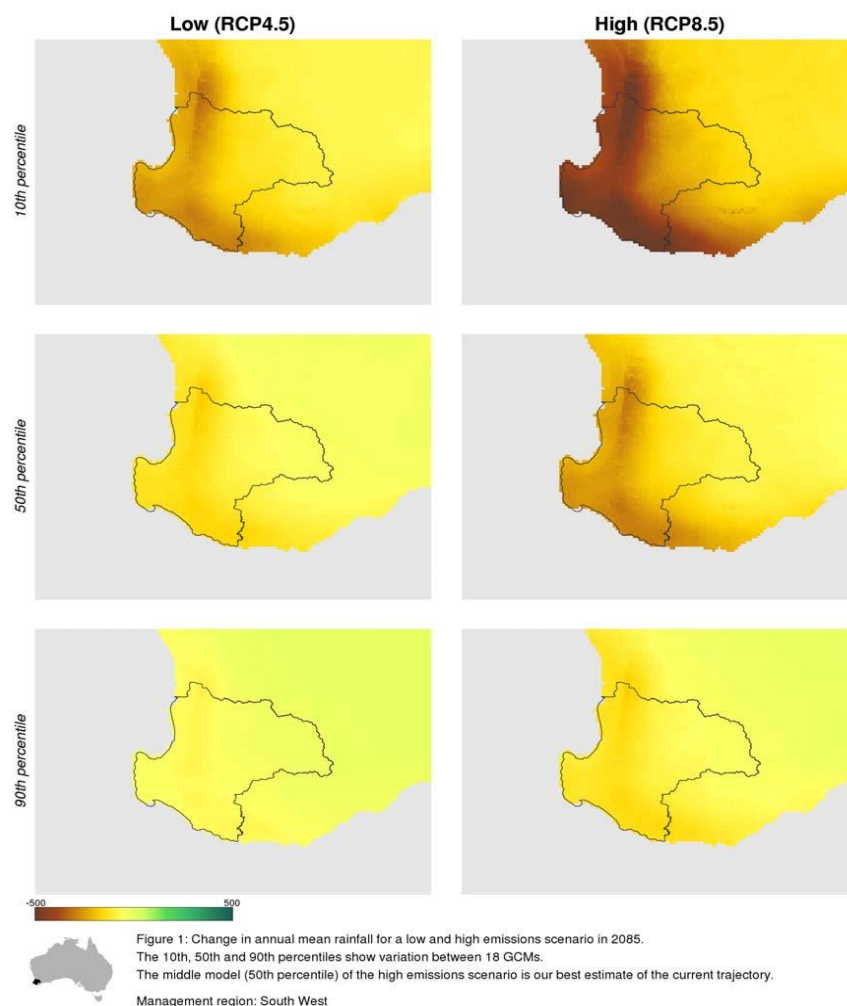 Low (RCP4.5)
High (RCP8.5)
10th percentile
50th percentile
90th percentile
-500
500
Figure 1: Change in annual mean rainfall for a low and high emissions scenario in 2085.
The 10th, 50th and 90th percentiles show variation between 18 GCMs.
The middle model (50th percentile) of the high emissions scenario is our best estimate of the current trajectory.
Management region: South West